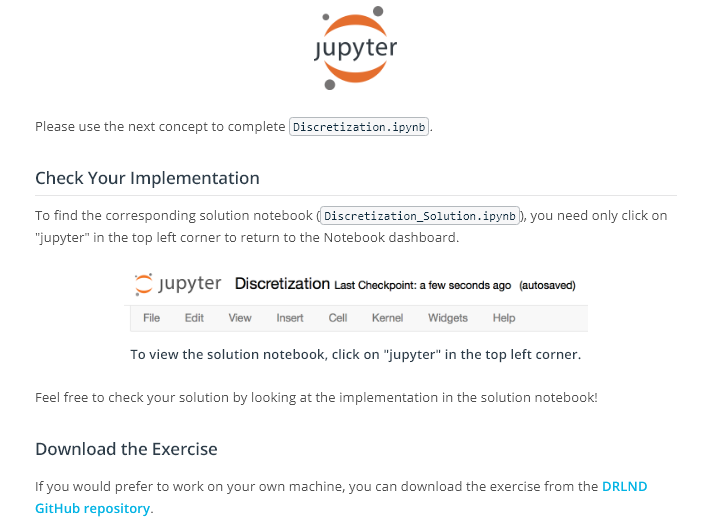 jupyter
Please use the next concept to complete Discretization.ipynb.
Check Your Implementation
To find the corresponding solution notebook (Discretization_Solution.ipynb), you need only click on
"jupyter" in the top left corner to return to the Notebook dashboard.
jupyter Discretization Last Checkpoint: a few seconds ago (autosaved)
File Edit View Insert Cell Kernel Widgets Help
To view the solution notebook, click on "jupyter" in the top left corner.
Feel free to check your solution by looking at the implementation in the solution notebook!
Download the Exercise
If you would prefer to work on your own machine, you can download the exercise from the DRLND
GitHub repository.